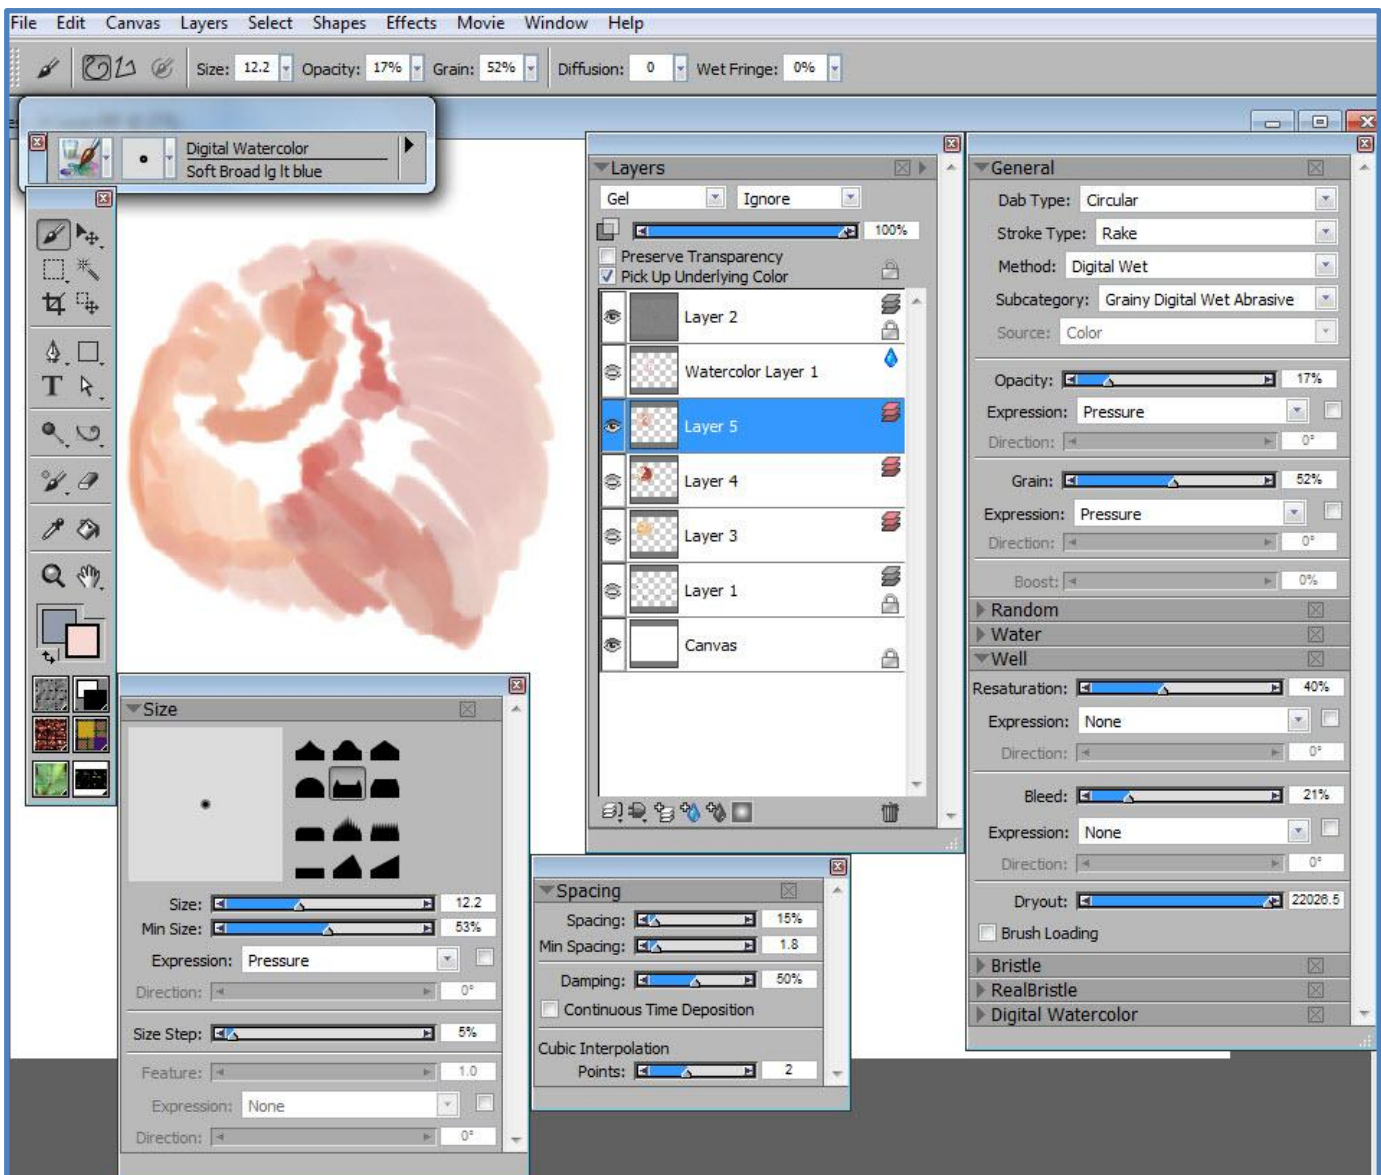 File Edit Canvas Layers Select Shapes Effects Movie Window Help
Size: 12.2 Opacity: 17% Grain: 52% Diffusion: 0 Wet Fringe: 0%
Digital Watercolor
Soft Broad lg lt blue
T
Size
Size: 12.2
Min Size: 53%
Expression: Pressure
Direction: 0°
Size Step: 5%
Feature: 1.0
Expression: None
Direction: 0°
Layers
Gel Ignore
100%
Preserve Transparency
Pick Up Underlying Color
Layer 2
Watercolor Layer 1
Layer 5
Layer 4
Layer 3
Layer 1
Canvas
Spacing
Spacing: 15%
Min Spacing: 1.8
Damping: 50%
Continuous Time Deposition
Cubic Interpolation
Points: 2
General
Dab Type: Circular
Stroke Type: Rake
Method: Digital Wet
Subcategory: Grainy Digital Wet Abrasive
Source: Color
Opacity: 17%
Expression: Pressure
Direction: 0°
Grain: 52%
Expression: Pressure
Direction: 0°
Boost: 0%
Random
Water
Well
Resaturation: 40%
Expression: None
Direction: 0°
Bleed: 21%
Expression: None
Direction: 0°
Dryout: 22026.5
Brush Loading
Bristle
RealBristle
Digital Watercolor